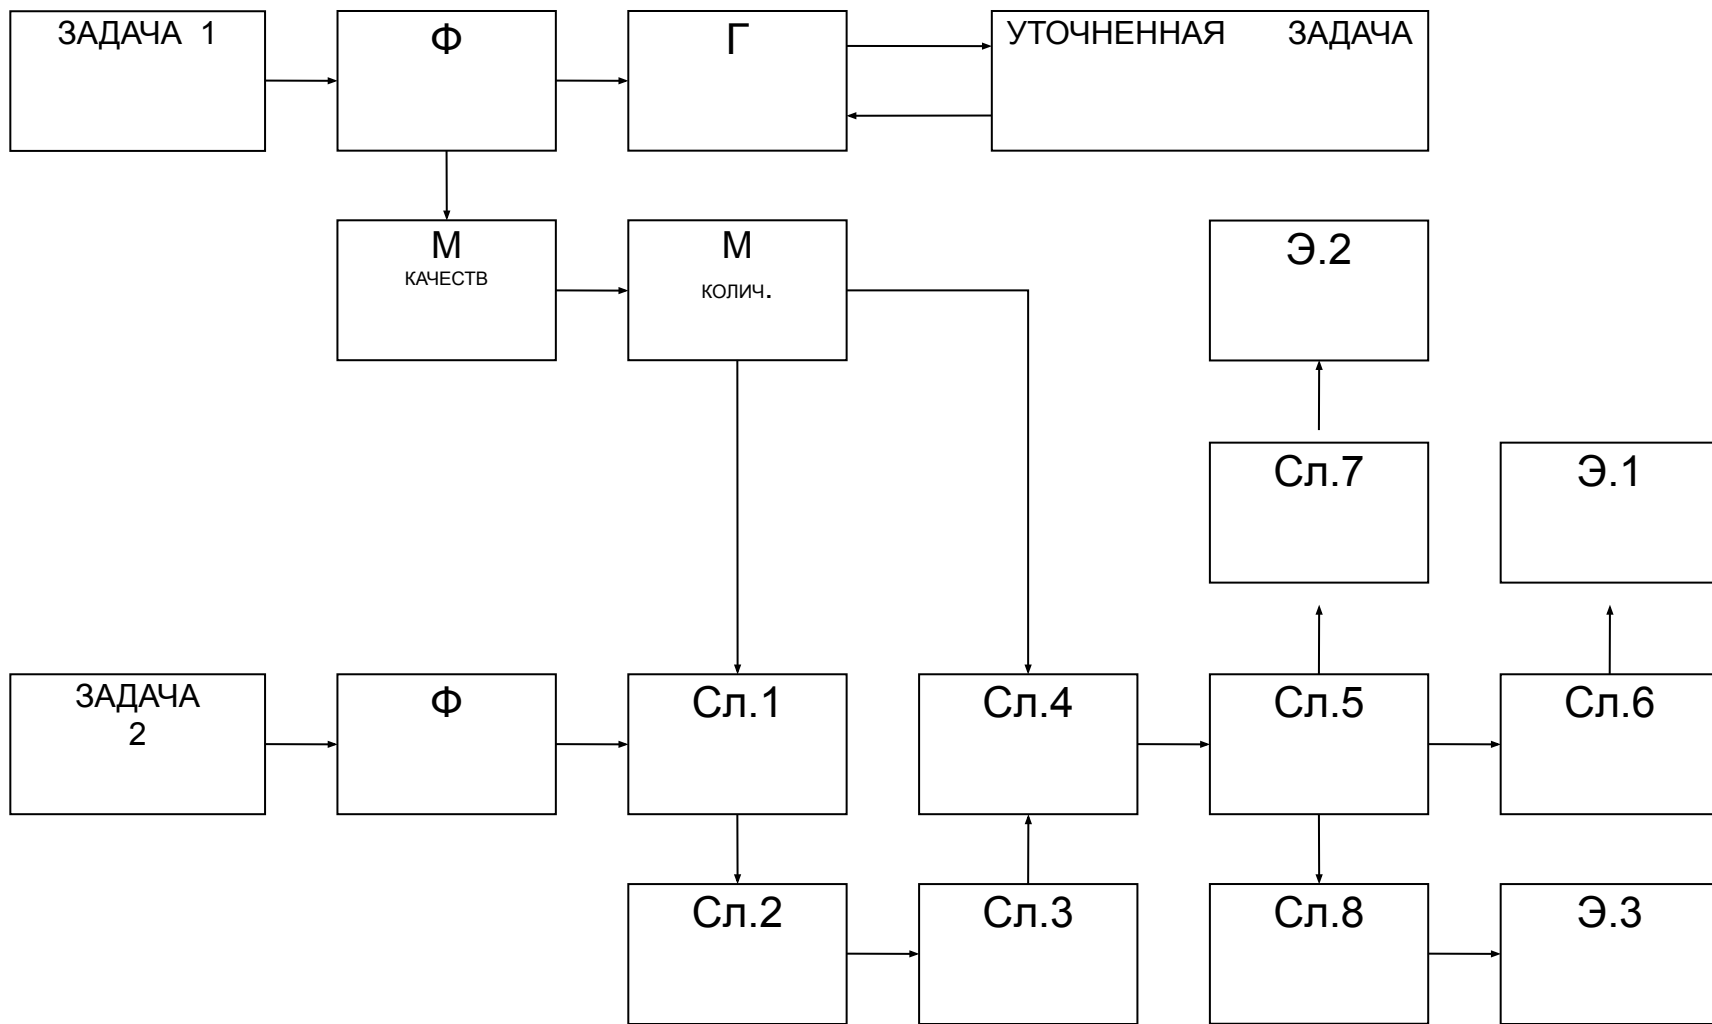 ЗАДАЧА 1
Ф
Г
УТОЧНЕННАЯ ЗАДАЧА
М
КАЧЕСТВ
М
КОЛИЧ.
Э.2
Сл.7
Э.1
ЗАДАЧА
2
Ф
Сл.1
Сл.4
Сл.5
Сл.6
Сл.2
Сл.3
Сл.8
Э.3